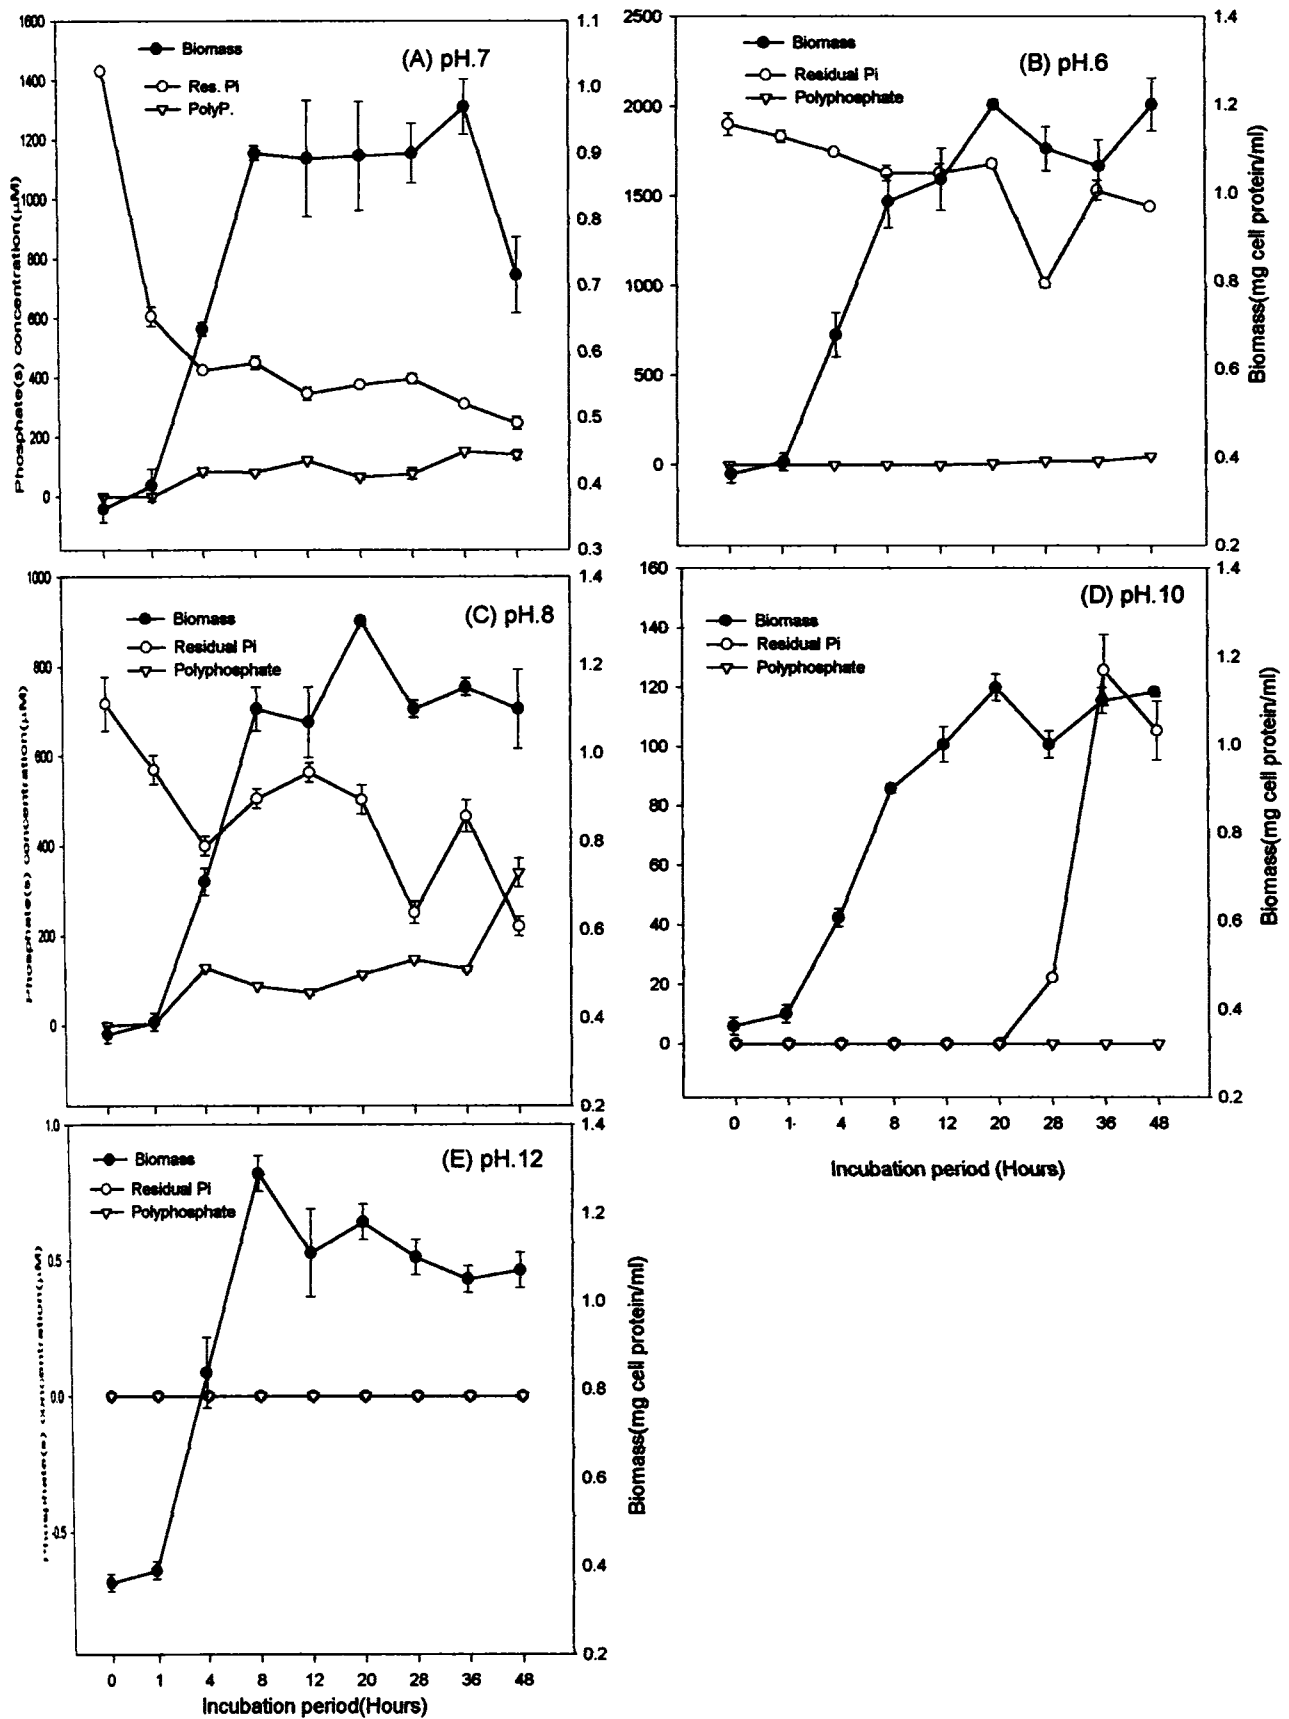 (A) pH.7
Biomass
Res. Pi
PolyP.
1600
1400
1200
1000
800
600
400
200
0
Phosphate(s) concentration(µM)
1.1
1.0
0.9
0.8
0.7
0.6
0.5
0.4
0.3
(B) pH.6
Biomass
Residual Pi
Polyphosphate
2500
2000
1500
1000
500
0
1.4
1.2
1.0
0.8
0.6
0.4
0.2
Biomass(mg cell protein/ml)
(C) pH.8
Biomass
Residual Pi
Polyphosphate
1000
800
600
400
200
0
Phosphate(s) concentration(µM)
1.4
1.2
1.0
0.8
0.6
0.4
0.2
(D) pH.10
Biomass
Residual Pi
Polyphosphate
160
140
120
100
80
60
40
20
0
1.4
1.2
1.0
0.8
0.6
0.4
0.2
Biomass(mg cell protein/ml)
0 1 4 8 12 20 28 36 48
Incubation period (Hours)
(E) pH.12
Biomass
Residual Pi
Polyphosphate
1.0
0.5
0.0
-0.5
Phosphate(s) concentration(µM)
1.4
1.2
1.0
0.8
0.6
0.4
0.2
Biomass(mg cell protein/ml)
0 1 4 8 12 20 28 36 48
Incubation period(Hours)